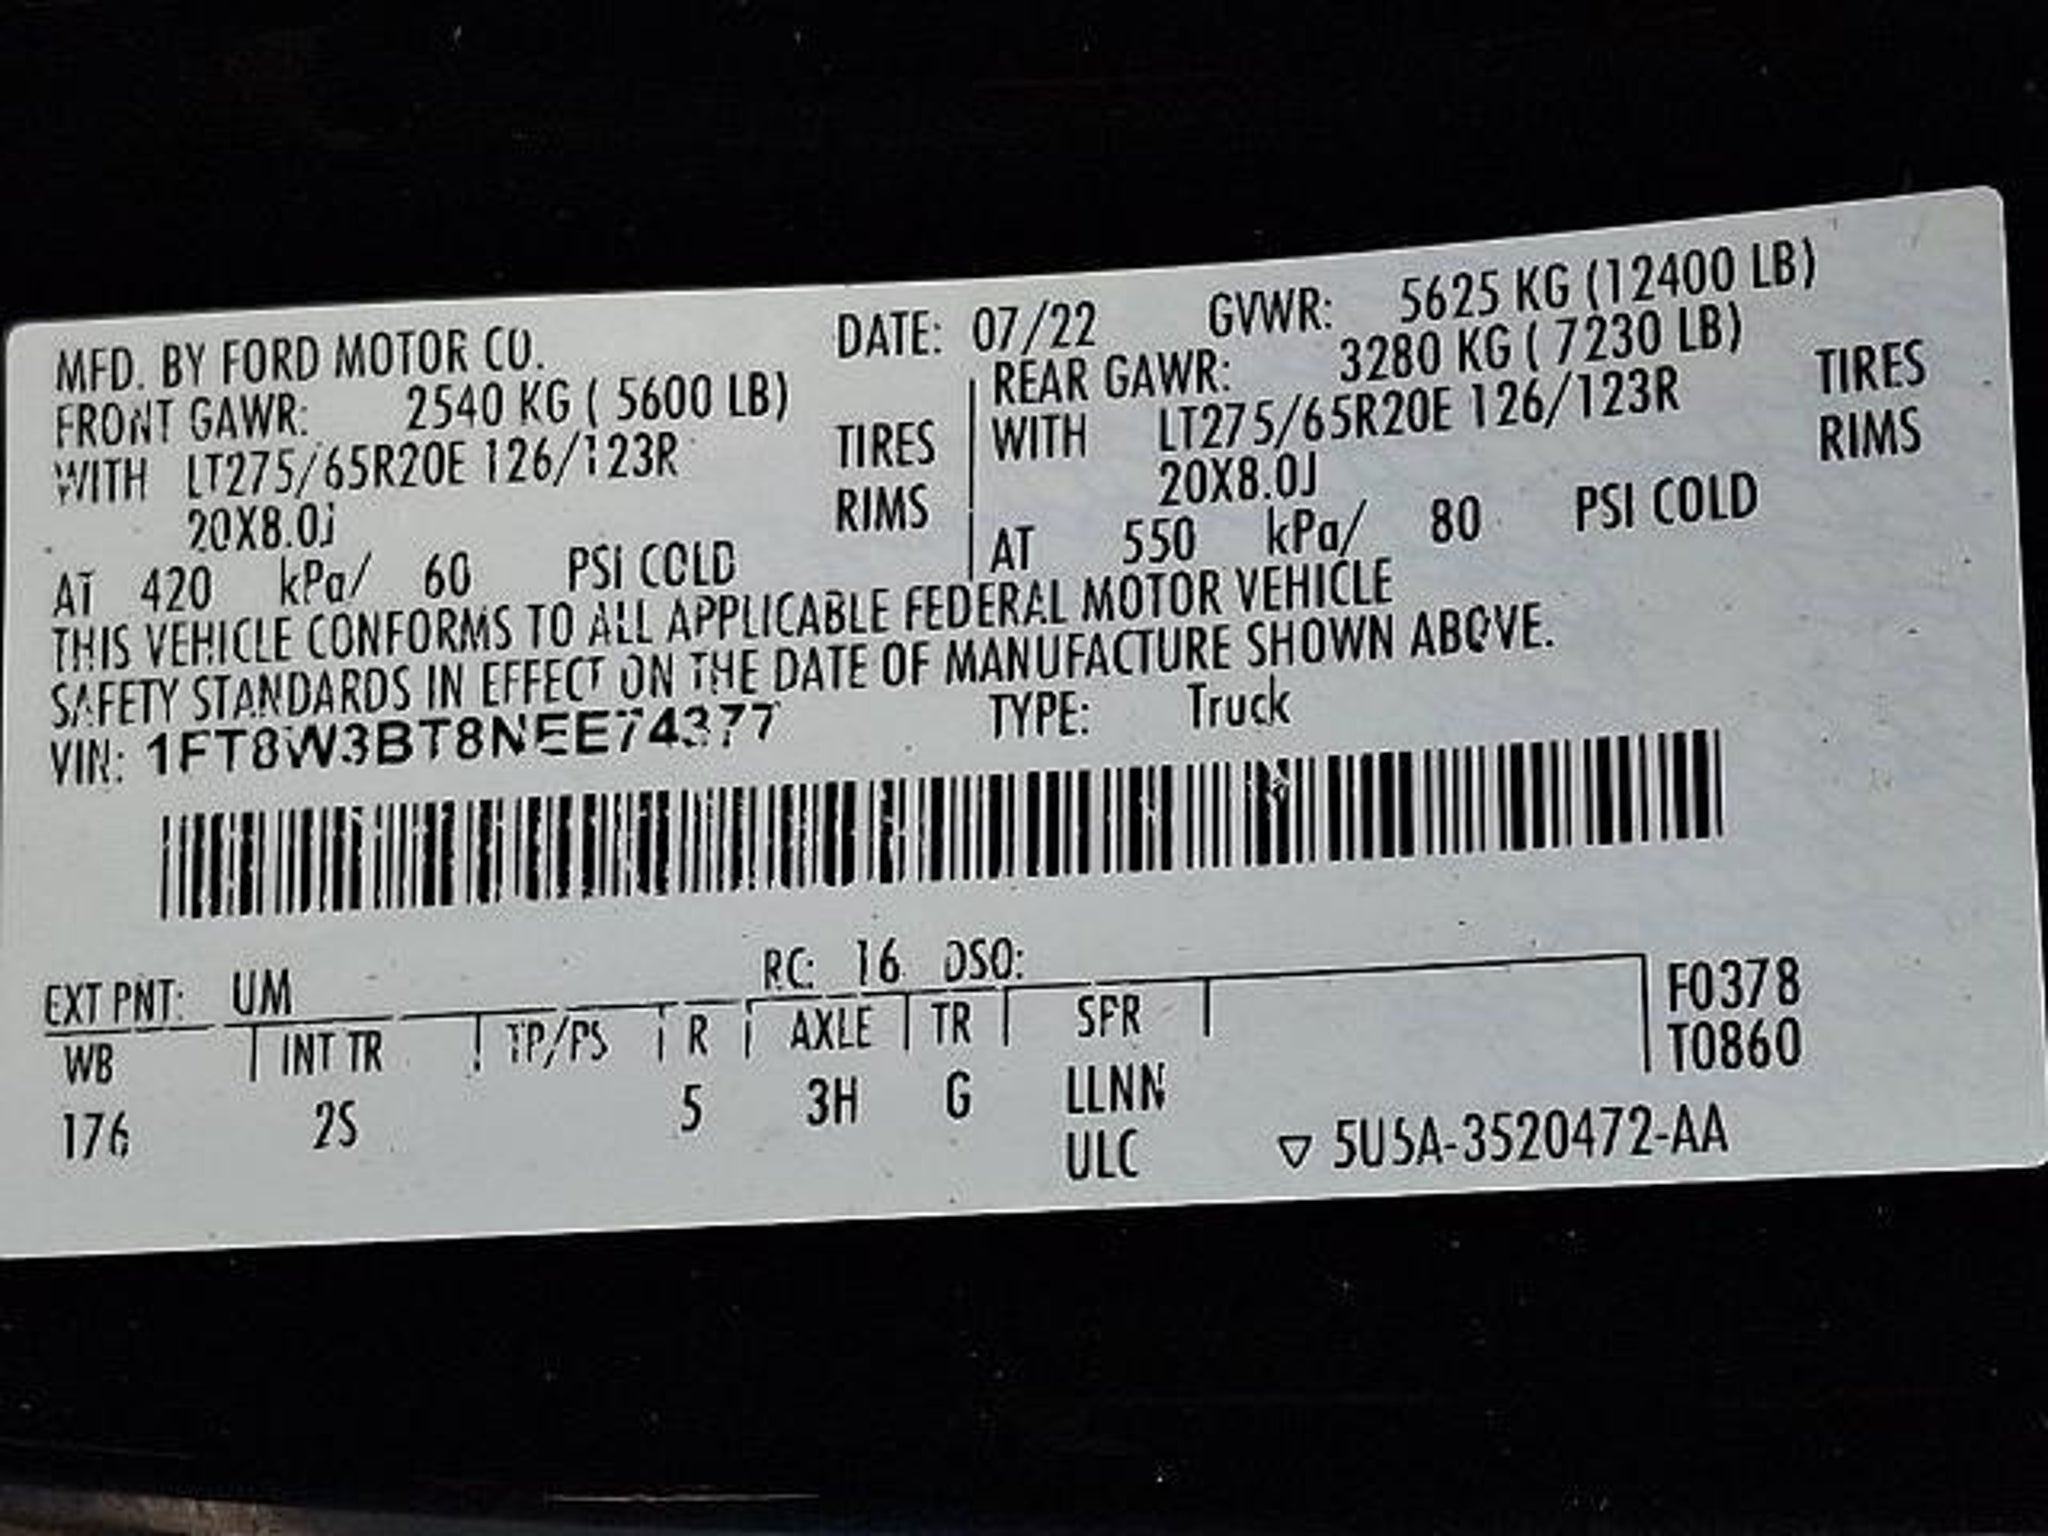 MFD. BY FORD MOTOR CO. DATE: 07/22 GVWR: 5625 KG (12400 LB)
FRONT GAWR: 2540 KG ( 5600 LB) REAR GAWR: 3280 KG ( 7230 LB)
WITH LT275/65R20E 126/123R TIRES WITH LT275/65R20E 126/123R TIRES
20X8.0J RIMS 20X8.0J RIMS
AT 420 kPa/ 60 PSI COLD AT 550 kPa/ 80 PSI COLD
THIS VEHICLE CONFORMS TO ALL APPLICABLE FEDERAL MOTOR VEHICLE
SAFETY STANDARDS IN EFFECT ON THE DATE OF MANUFACTURE SHOWN ABOVE.
VIN: 1FT8W3BT8NEE74377 TYPE: Truck
EXT PNT: UM RC: 16 DSO: F0378
WB INT TR TP/PS R AXLE TR SPR T0860
176 2S 5 3H G LLNN
ULC ▽ 5U5A-3520472-AA